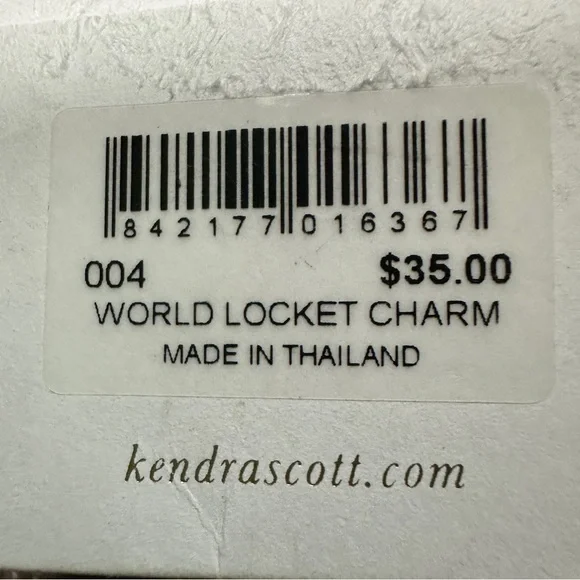 842177016367
004 $35.00
WORLD LOCKET CHARM
MADE IN THAILAND
kendrascott.com